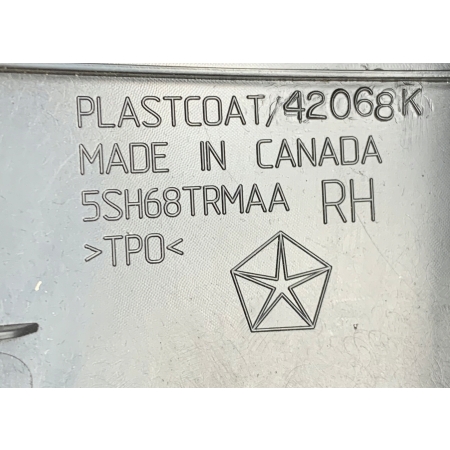 PLASTCOAT/42068K
MADE IN CANADA
5SH68TRMAA RH
>TPO<